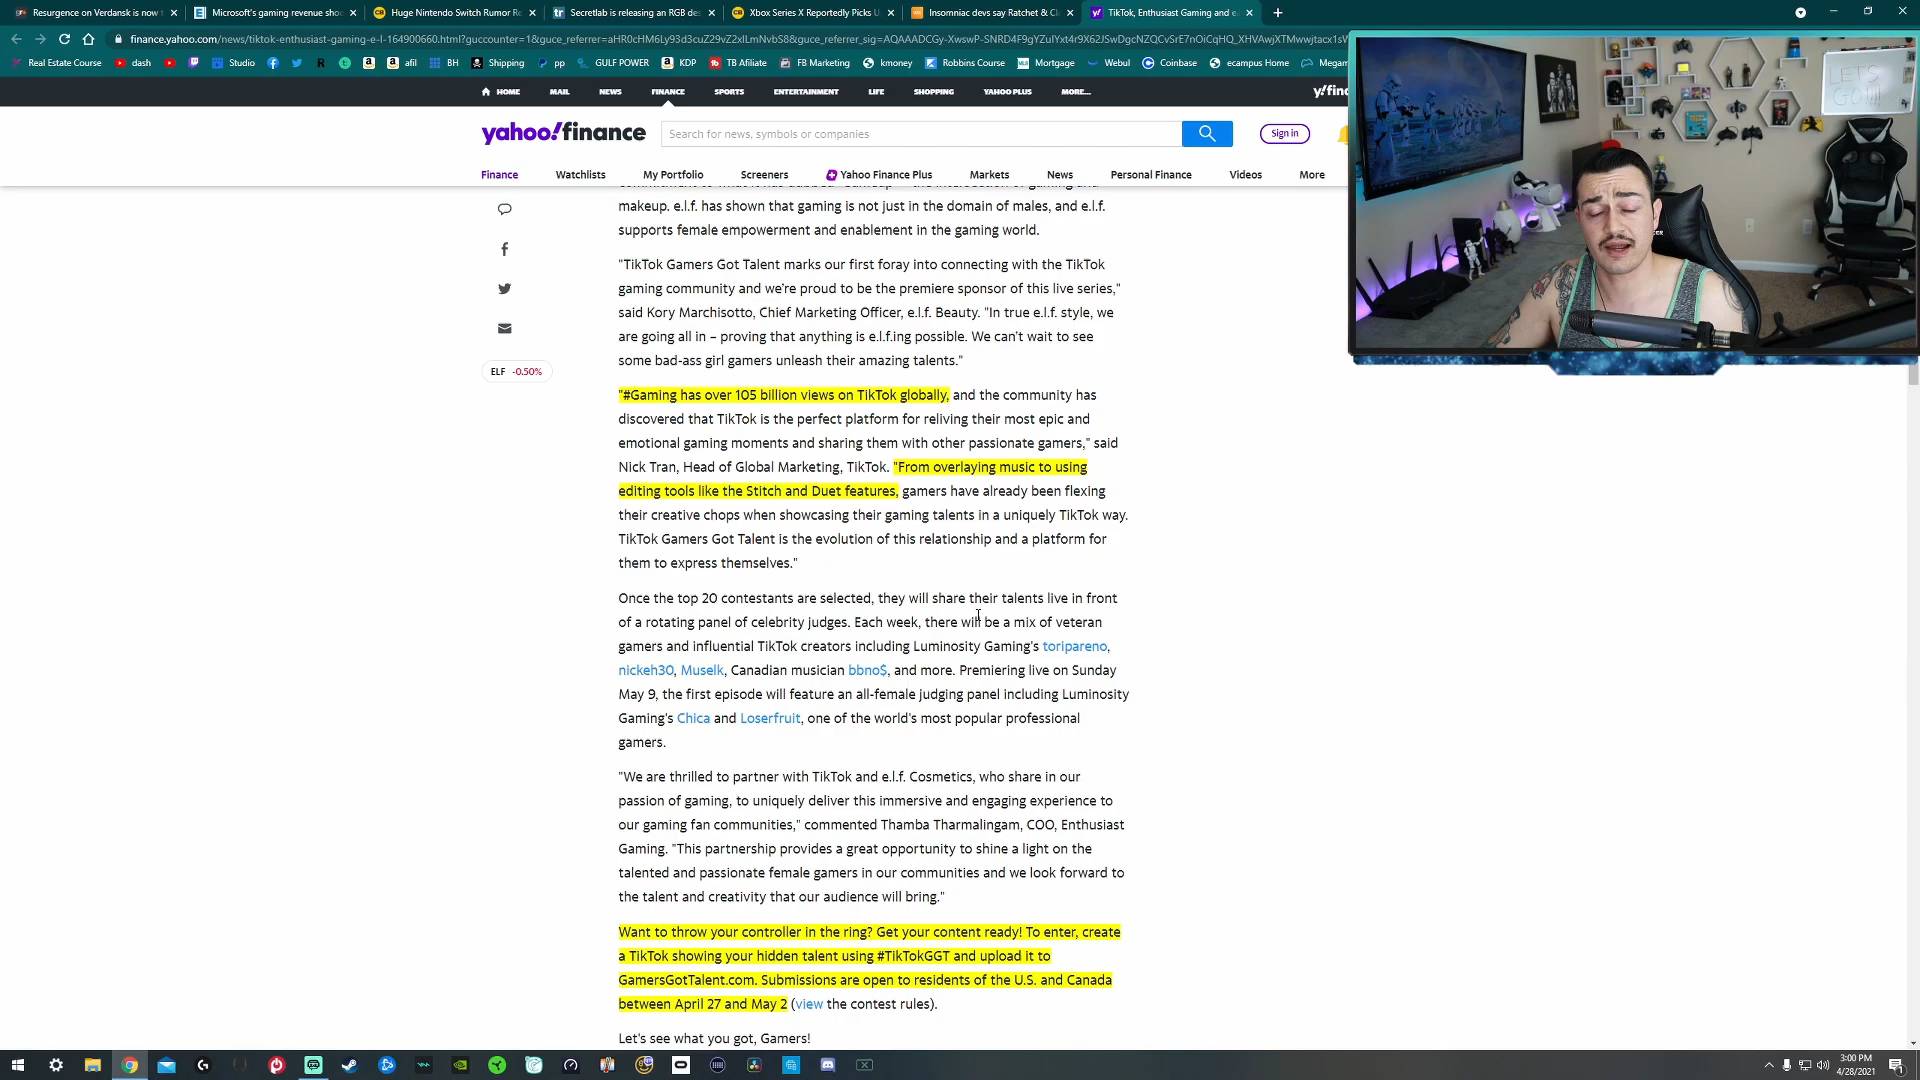 Resurgence on Verdansk is now
Microsoft's gaming revenue sho
Huge Nintendo Switch Rumor Re
Secretlab is releasing an RGB des
Xbox Series X Reportedly Picks U
Insomniac devs say Ratchet & Cl
TikTok, Enthusiast Gaming and e.
Real Estate Course
dash
Studio
afil
BH
Shipping
pp
GULF POWER
KDP
TB Afiliate
FB Marketing
kmoney
Robbins Course
Mortgage
Webul
Coinbase
ecampus Home
Megam
HOME
MAIL
NEWS
FINANCE
SPORTS
ENTERTAINMENT
LIFE
SHOPPING
YAHOO PLUS
MORE...
y!fina
yahoo!finance
Search for news, symbols or companies
Sign in
Finance
Watchlists
My Portfolio
Screeners
Yahoo Finance Plus
Markets
News
Personal Finance
Videos
More
makeup. e.l.f. has shown that gaming is not just in the domain of males, and e.l.f.
supports female empowerment and enablement in the gaming world.
"TikTok Gamers Got Talent marks our first foray into connecting with the TikTok
gaming community and we're proud to be the premiere sponsor of this live series,"
said Kory Marchisotto, Chief Marketing Officer, e.l.f. Beauty. "In true e.l.f. style, we
are going all in – proving that anything is e.l.f.ing possible. We can't wait to see
some bad-ass girl gamers unleash their amazing talents."
ELF -0.50%
"#Gaming has over 105 billion views on TikTok globally, and the community has
discovered that TikTok is the perfect platform for reliving their most epic and
emotional gaming moments and sharing them with other passionate gamers," said
Nick Tran, Head of Global Marketing, TikTok. "From overlaying music to using
editing tools like the Stitch and Duet features, gamers have already been flexing
their creative chops when showcasing their gaming talents in a uniquely TikTok way.
TikTok Gamers Got Talent is the evolution of this relationship and a platform for
them to express themselves."
Once the top 20 contestants are selected, they will share their talents live in front
of a rotating panel of celebrity judges. Each week, there will be a mix of veteran
gamers and influential TikTok creators including Luminosity Gaming's toripareno,
nickeh30, Muselk, Canadian musician bbno$, and more. Premiering live on Sunday
May 9, the first episode will feature an all-female judging panel including Luminosity
Gaming's Chica and Loserfruit, one of the world's most popular professional
gamers.
"We are thrilled to partner with TikTok and e.l.f. Cosmetics, who share in our
passion of gaming, to uniquely deliver this immersive and engaging experience to
our gaming fan communities," commented Thamba Tharmalingam, COO, Enthusiast
Gaming. "This partnership provides a great opportunity to shine a light on the
talented and passionate female gamers in our communities and we look forward to
the talent and creativity that our audience will bring."
Want to throw your controller in the ring? Get your content ready! To enter, create
a TikTok showing your hidden talent using #TikTokGGT and upload it to
GamersGotTalent.com. Submissions are open to residents of the U.S. and Canada
between April 27 and May 2 (view the contest rules).
Let's see what you got, Gamers!
LETS
GO!!!
3:00 PM
4/28/2021